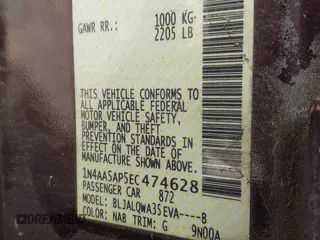 GAWR RR.: 1000 KG
2205 LB
THIS VEHICLE CONFORMS TO
ALL APPLICABLE FEDERAL
MOTOR VEHICLE SAFETY,
BUMPER, AND THEFT
PREVENTION STANDARDS IN
EFFECT ON THE DATE OF
MANUFACTURE SHOWN ABOVE.
1N4AA5AP5EC474628
PASSENGER CAR 872
MODEL: BLJALQWA35EVA----B
COLOR: NAB TRIM: G 9N00A